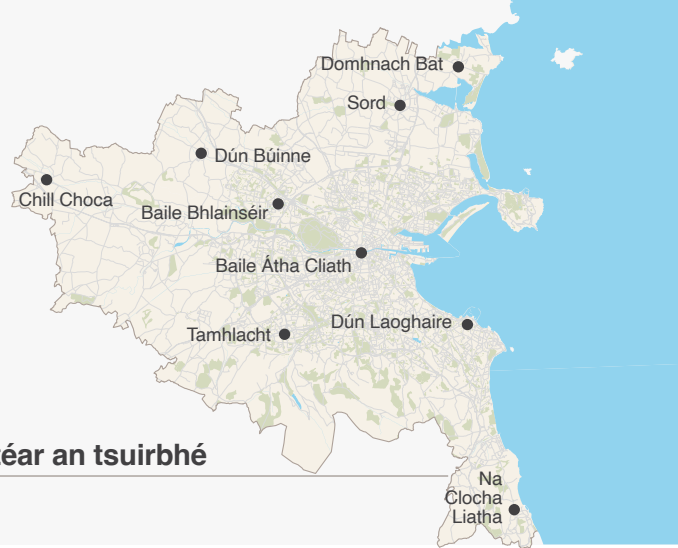 Domhnach Bat
Sord
Dún Búinne
Chill Choca
Baile Bhlainséir
Baile Átha Cliath
Dún Laoghaire
Tamhlacht
an tsuirbhé
Na
Clocha
Liatha